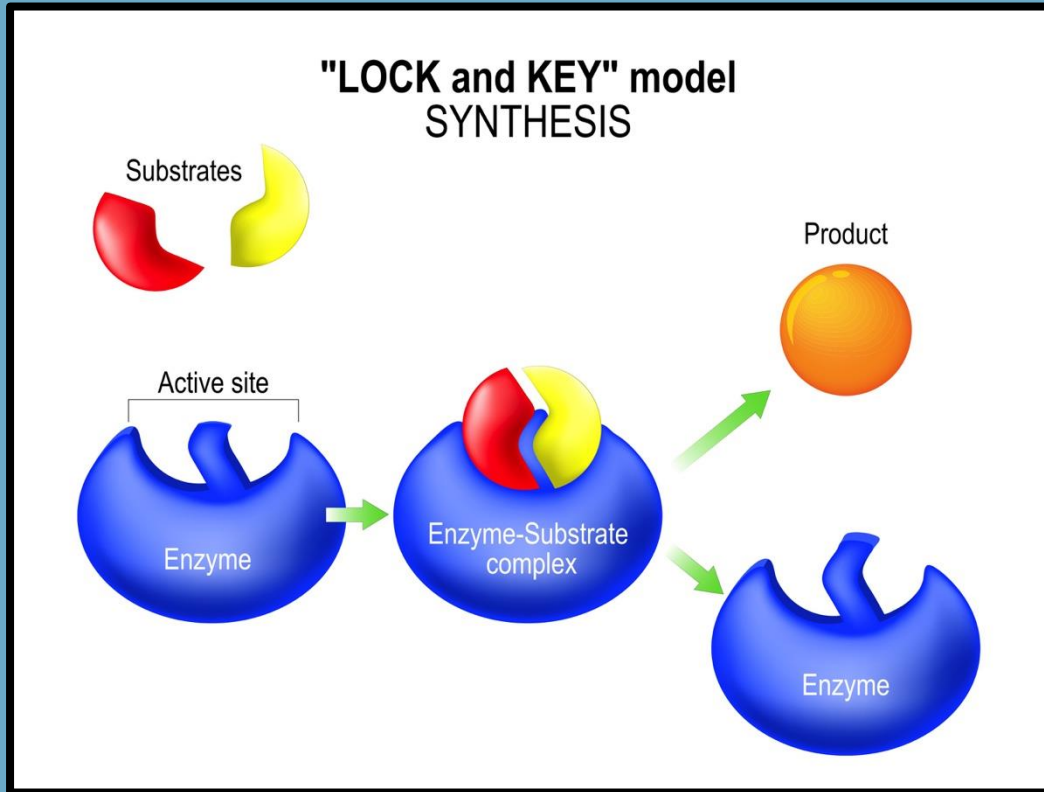 "LOCK and KEY" model
SYNTHESIS
Substrates
Product
Active site
Enzyme
Enzyme-Substrate
complex
Enzyme